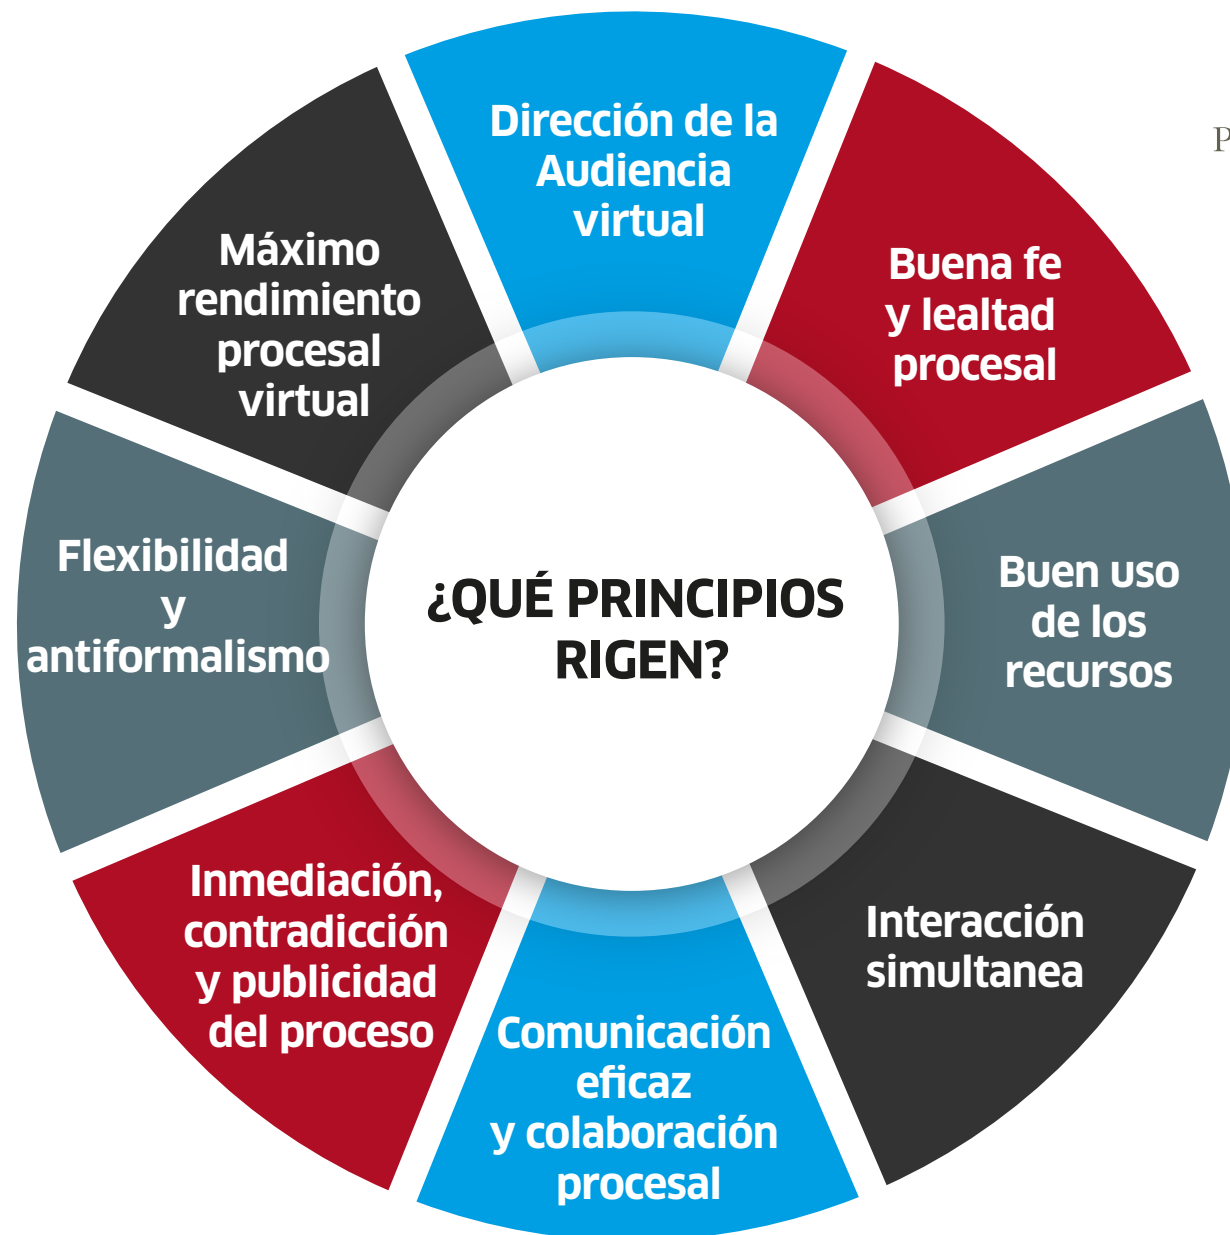 Dirección de la
Audiencia
virtual
Buena fe
y lealtad
procesal
Buen uso
de los
recursos
Interacción
simultanea
Comunicación
eficaz
y colaboración
procesal
Inmediación,
contradicción
y publicidad
del proceso
Flexibilidad
y
antiformalismo
Máximo
rendimiento
procesal
virtual
¿QUÉ PRINCIPIOS
RIGEN?
P